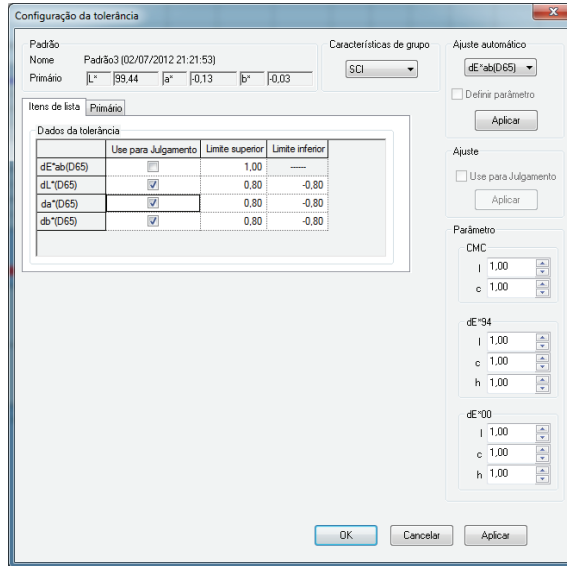 Configuração da tolerância
Padrão
Nome Padrão3 (02/07/2012 21:21:53)
Primário L* 99,44 a* -0,13 b* -0,03
Características de grupo
SCI
Ajuste automático
dE*ab(D65)
Definir parâmetro
Aplicar
Itens de lista Primário
Dados da tolerância
Use para Julgamento Limite superior Limite inferior
dE*ab(D65) 1,00 -----
dL*(D65) 0,80 -0,80
da*(D65) 0,80 -0,80
db*(D65) 0,80 -0,80
Ajuste
Use para Julgamento
Aplicar
Parâmetro
CMC
l 1,00
c 1,00
dE*94
l 1,00
c 1,00
h 1,00
dE*00
l 1,00
c 1,00
h 1,00
OK Cancelar Aplicar